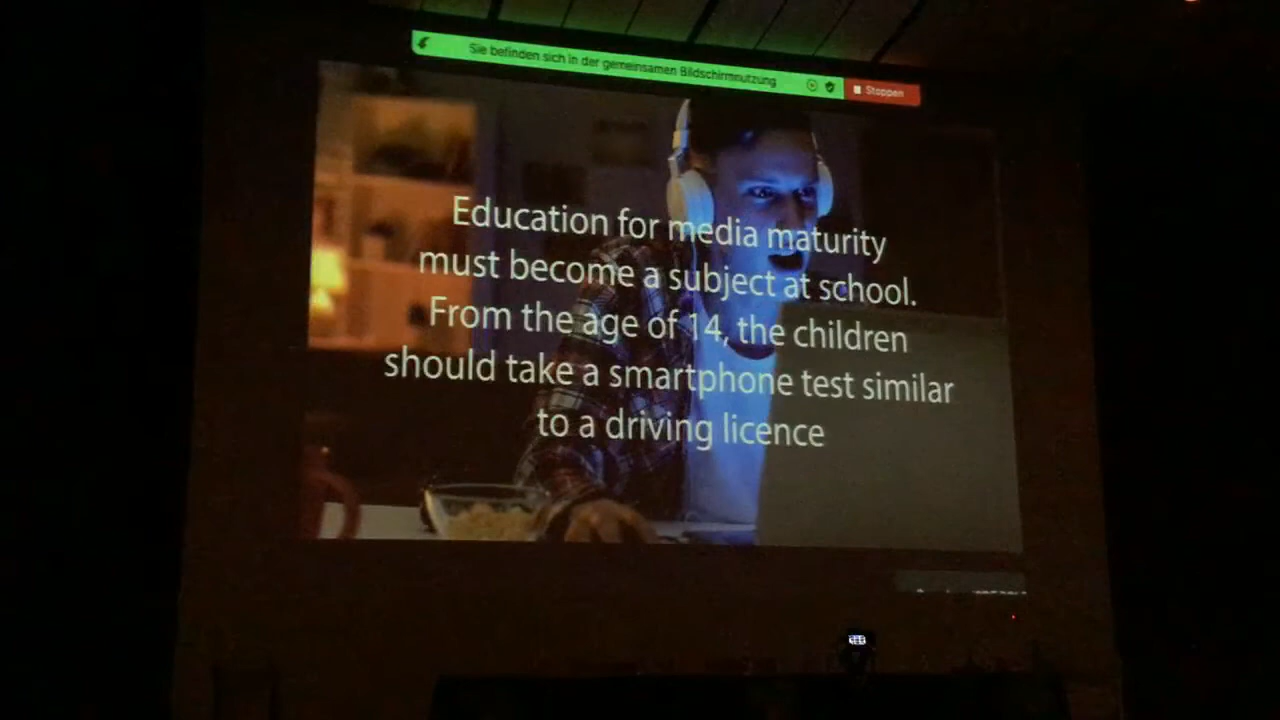 Sie befinden sich in der gemeinsamen Bildschirmnutzung
Stoppen
Education for media maturity
must become a subject at school.
From the age of 14, the children
should take a smartphone test similar
to a driving licence